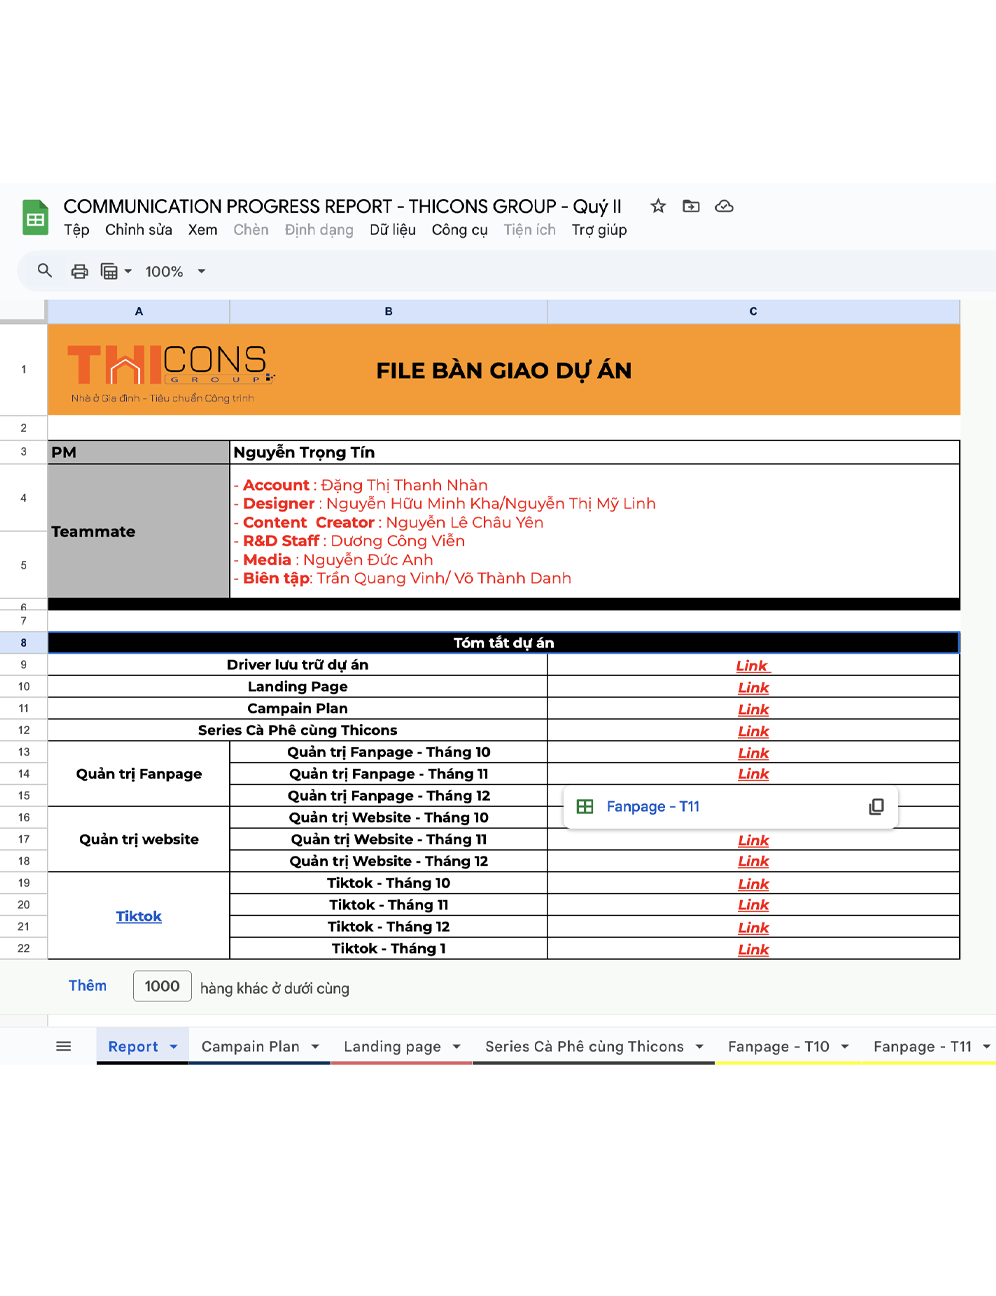 COMMUNICATION PROGRESS REPORT - THICONS GROUP - Quý II
Tệp Chỉnh sửa Xem Chèn Định dạng Dữ liệu Công cụ Tiện ích Trợ giúp
100%
A B C
1
THICONS
GROUP
Nhà ở Gia đình - Tiêu chuẩn Công trình
FILE BÀN GIAO DỰ ÁN
2
3 PM Nguyễn Trọng Tín
4 - Account : Đặng Thị Thanh Nhàn
- Designer : Nguyễn Hữu Minh Kha/Nguyễn Thị Mỹ Linh
- Content Creator : Nguyễn Lê Châu Yên
Teammate
- R&D Staff : Dương Công Viễn
5 - Media : Nguyễn Đức Anh
- Biên tập: Trần Quang Vinh/ Võ Thành Danh
6
7
8 Tóm tắt dự án
9 Driver lưu trữ dự án Link
10 Landing Page Link
11 Campain Plan Link
12 Series Cà Phê cùng Thicons Link
13 Quản trị Fanpage - Tháng 10 Link
14 Quản trị Fanpage Quản trị Fanpage - Tháng 11 Link
15 Quản trị Fanpage - Tháng 12
Fanpage - T11
16 Quản trị Website - Tháng 10
17 Quản trị website Quản trị Website - Tháng 11 Link
18 Quản trị Website - Tháng 12 Link
19 Tiktok - Tháng 10 Link
20 Tiktok - Tháng 11 Link
Tiktok
21 Tiktok - Tháng 12 Link
22 Tiktok - Tháng 1 Link
Thêm 1000 hàng khác ở dưới cùng
Report Campain Plan Landing page Series Cà Phê cùng Thicons Fanpage - T10 Fanpage - T11